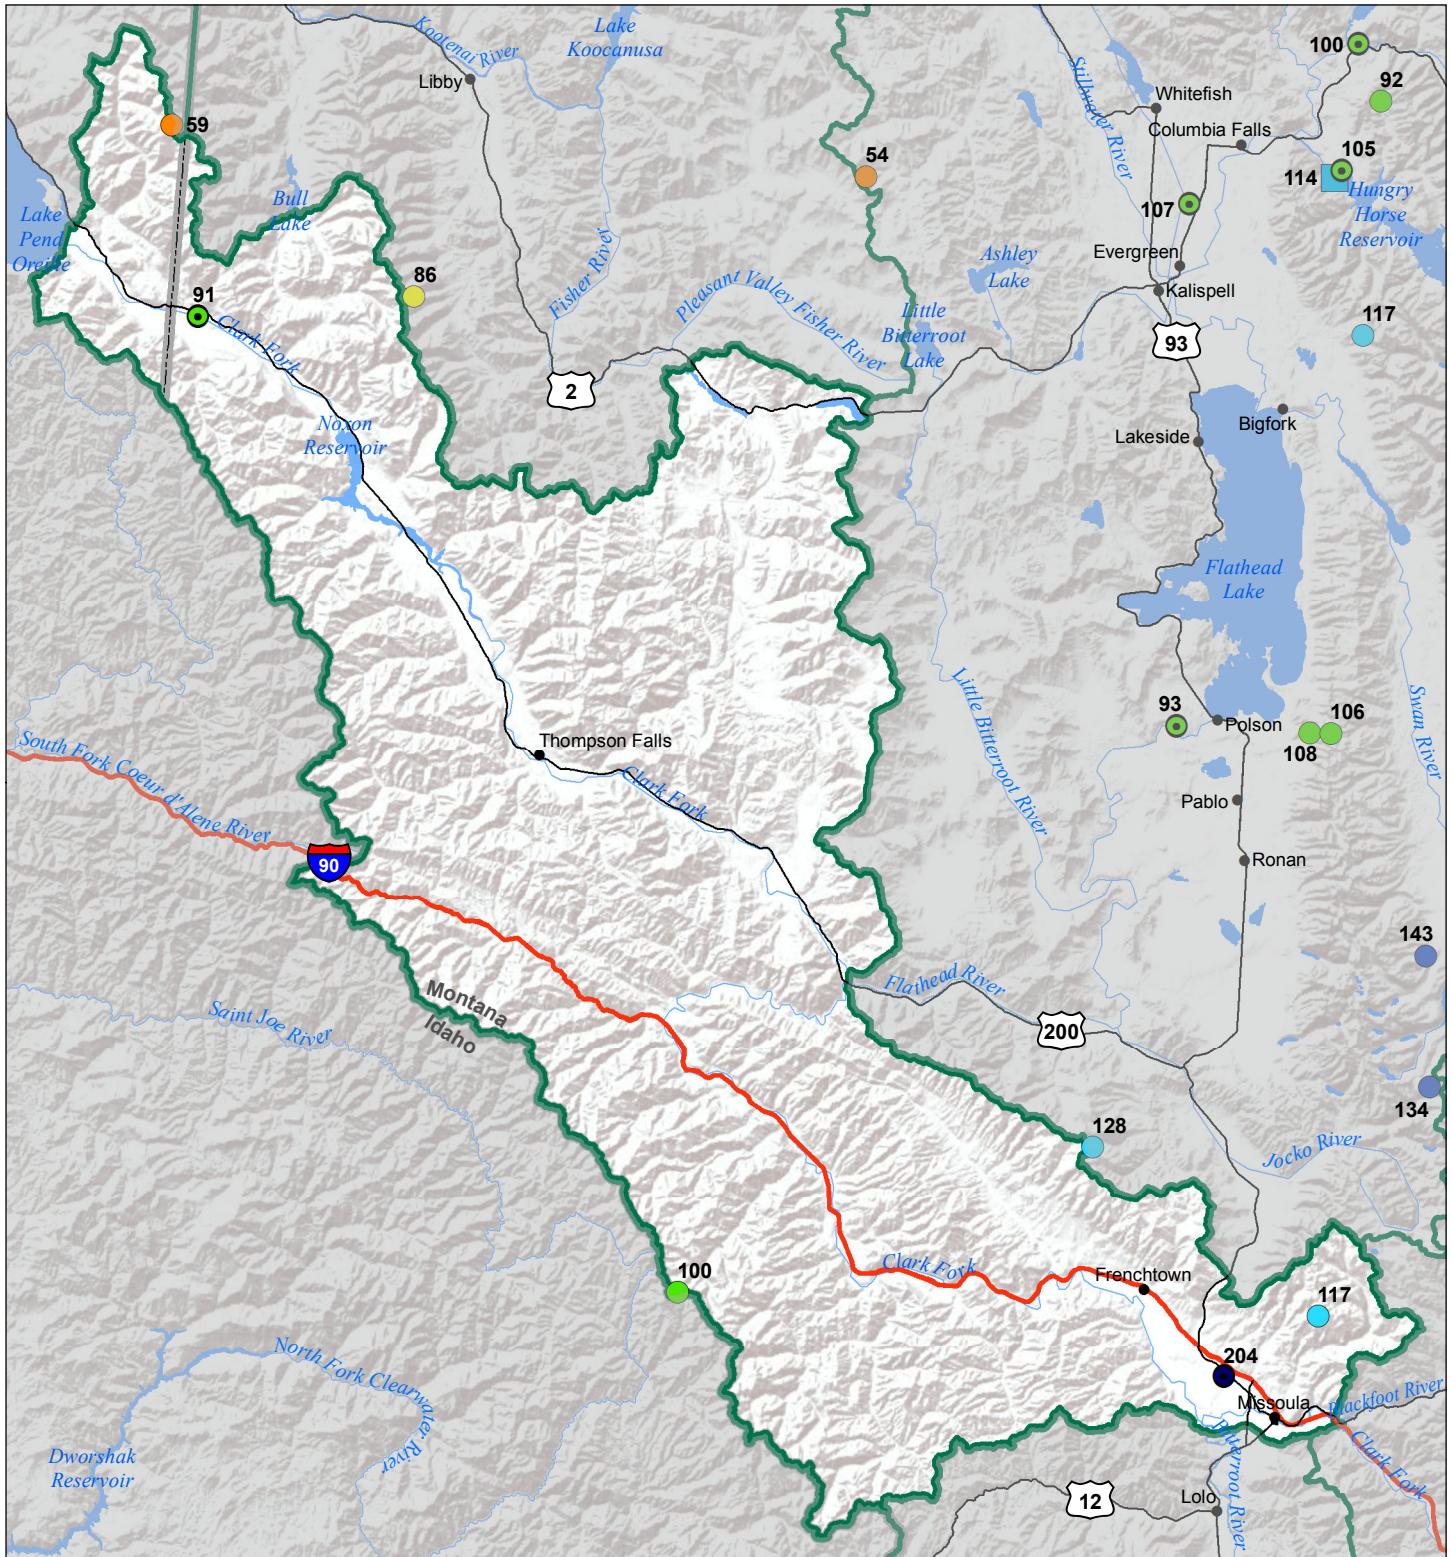 Kootenai River
Lake
Koocanusa
Libby
Stillwater River
Whitefish
Columbia Falls
100
92
59
54
105
114
Hungry
Horse
Reservoir
Bull
Lake
Lake
Pend
Oreille
107
Evergreen
Kalispell
Ashley
Lake
Fisher River
Pleasant Valley Fisher River
Little
Bitterroot
Lake
86
91
Clark Fork
117
93
2
Noxon
Reservoir
Lakeside
Bigfork
Flathead
Lake
Little Bitterroot River
Swan River
93
Polson
106
108
Thompson Falls
Clark Fork
South Fork Coeur d'Alene River
90
Pablo
Ronan
143
Flathead River
Montana
Idaho
Saint Joe River
200
134
128
Jocko River
100
Clark Fork
Frenchtown
117
204
Missoula
Blackfoot River
North Fork Clearwater River
Bitterroot River
Clark Fork
Dworshak
Reservoir
12
Lolo